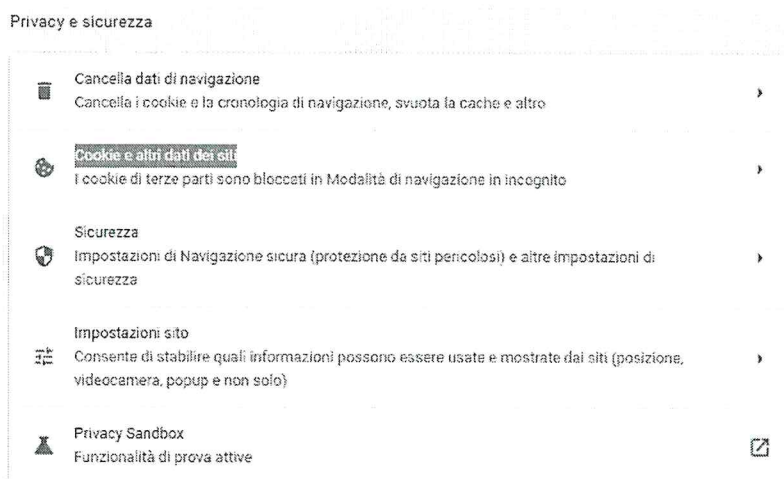 Privacy e sicurezza
Cancella dati di navigazione
Cancella i cookie e la cronologia di navigazione, svuota la cache e altro
Cookie e altri dati dei siti
I cookie di terze parti sono bloccati in Modalità di navigazione in incognito
Sicurezza
Impostazioni di Navigazione sicura (protezione da siti pericolosi) e altre impostazioni di
sicurezza
Impostazioni sito
Consente di stabilire quali informazioni possono essere usate e mostrate dai siti (posizione,
videocamera, popup e non solo)
Privacy Sandbox
Funzionalità di prova attive